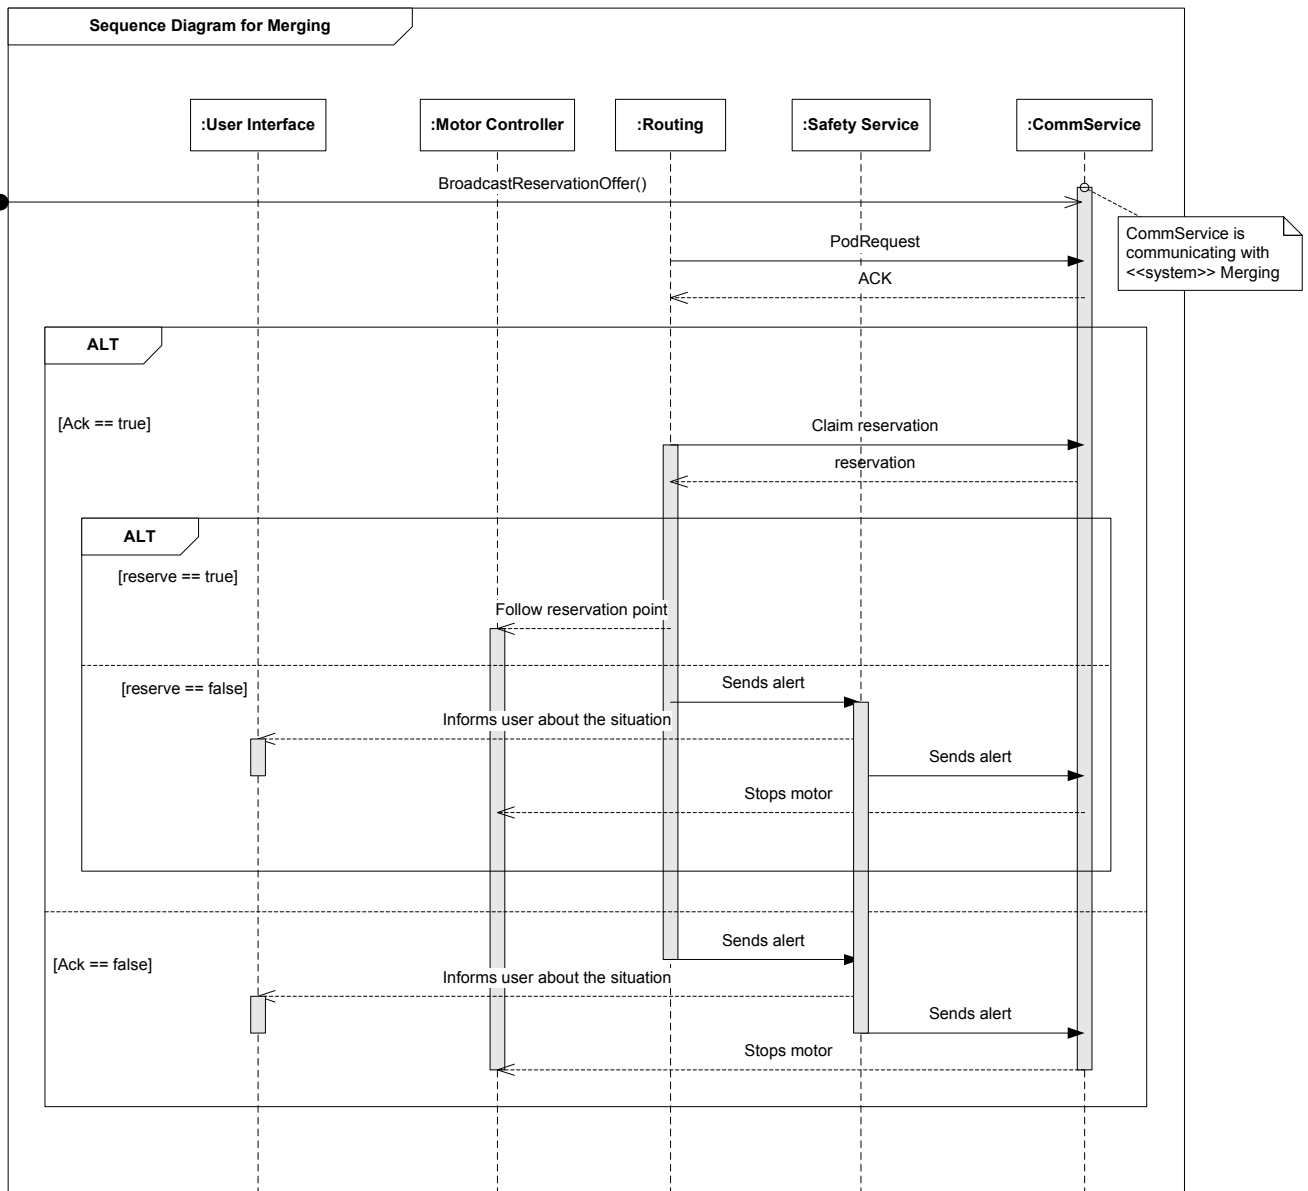 Sequence Diagram for Merging
:User Interface
:Motor Controller
:Routing
:Safety Service
:CommService
BroadcastReservationOffer()
CommService is
communicating with
<<system>> Merging
PodRequest
ACK
ALT
[Ack == true]
Claim reservation
reservation
ALT
[reserve == true]
Follow reservation point
[reserve == false]
Sends alert
Informs user about the situation
Sends alert
Stops motor
Sends alert
[Ack == false]
Informs user about the situation
Sends alert
Stops motor